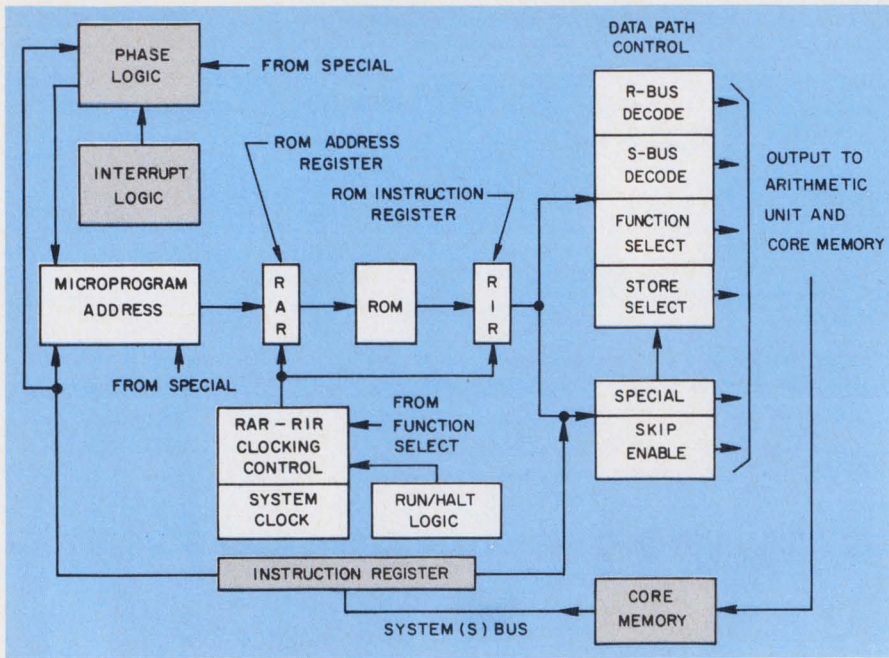 DATA PATH
CONTROL
PHASE
LOGIC
FROM SPECIAL
R-BUS
DECODE
ROM ADDRESS
REGISTER
S-BUS
DECODE
OUTPUT TO
ARITHMETIC
UNIT AND
CORE MEMORY
INTERRUPT
LOGIC
ROM INSTRUCTION
REGISTER
FUNCTION
SELECT
MICROPROGRAM
ADDRESS
R
A
R
ROM
R
I
R
STORE
SELECT
FROM SPECIAL
FROM
FUNCTION
SELECT
SPECIAL
SKIP
ENABLE
RAR-RIR
CLOCKING
CONTROL
SYSTEM
CLOCK
RUN/HALT
LOGIC
INSTRUCTION REGISTER
CORE
MEMORY
SYSTEM (S) BUS